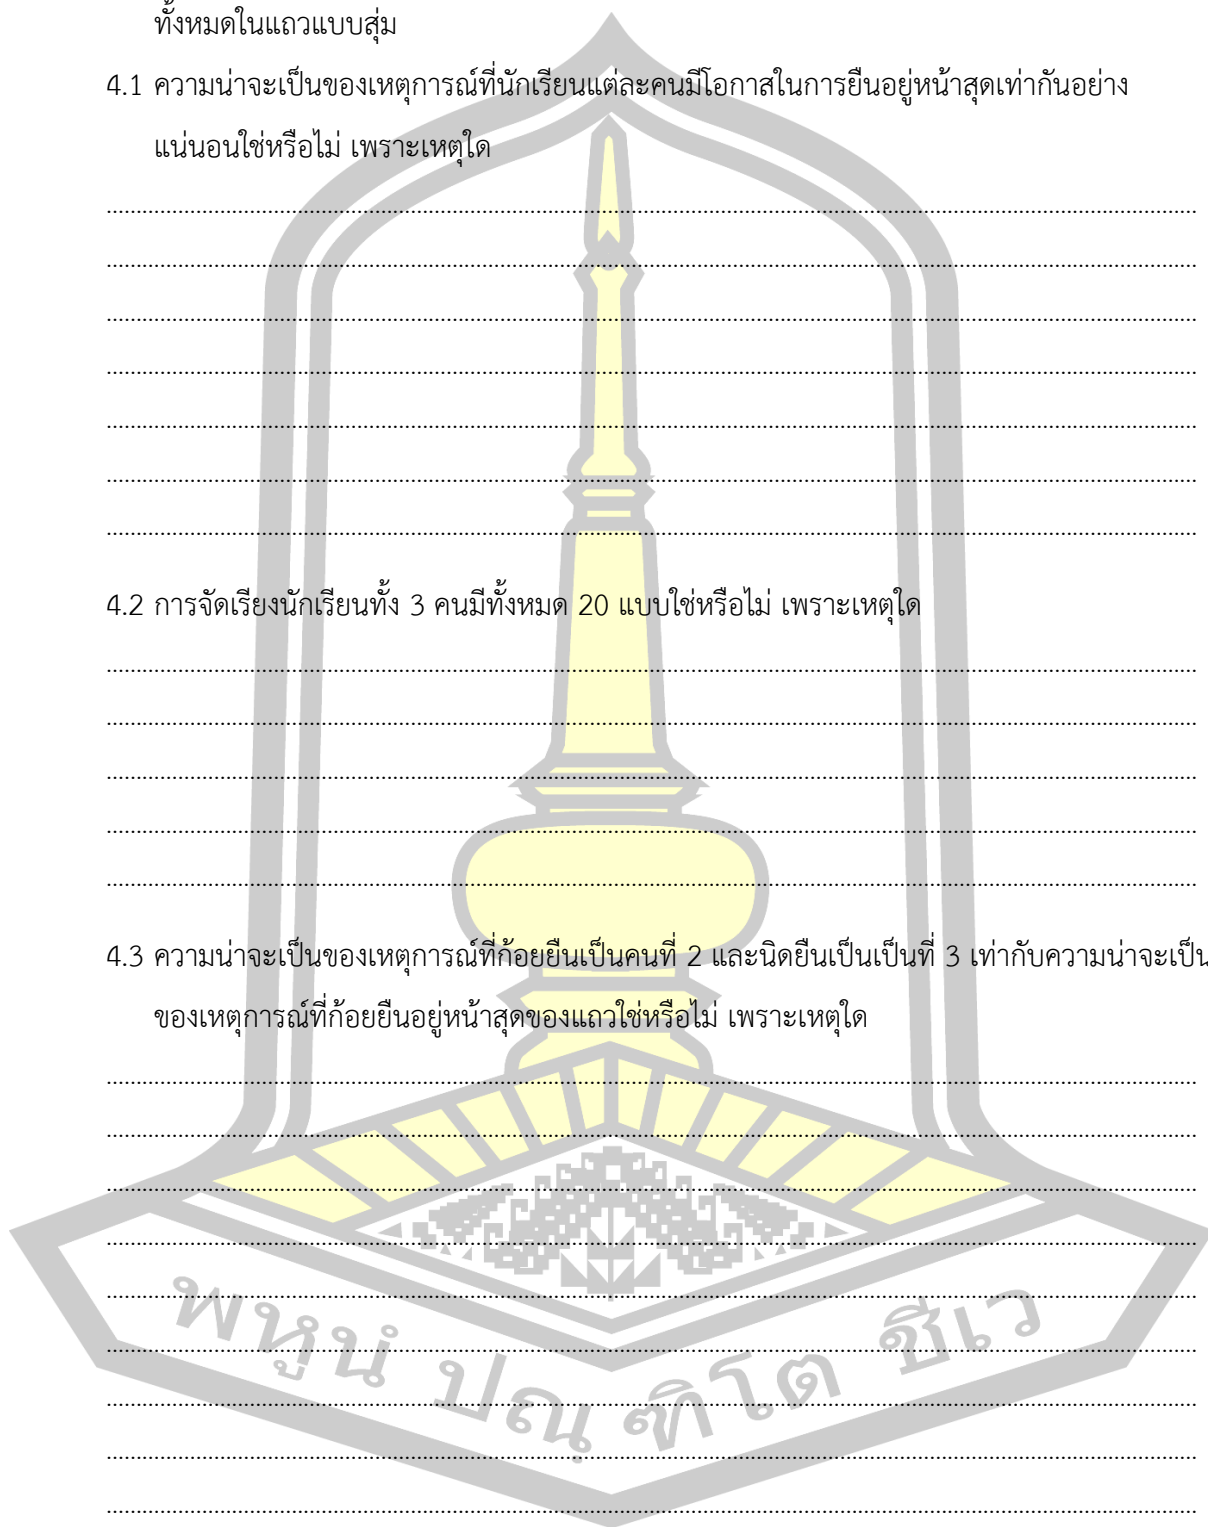 ทั้งหมดในแถวแบบสุ่ม
4.1 ความน่าจะเป็นของเหตุการณ์ที่นักเรียนแต่ละคนมีโอกาสในการยืนอยู่หน้าสุดเท่ากันอย่าง
แน่นอนใช่หรือไม่ เพราะเหตุใด
4.2 การจัดเรียงนักเรียนทั้ง 3 คนมีทั้งหมด 20 แบบใช่หรือไม่ เพราะเหตุใด
4.3 ความน่าจะเป็นของเหตุการณ์ที่ก้อยยืนเป็นคนที่ 2 และนิดยืนเป็นเป็นที่ 3 เท่ากับความน่าจะเป็น
ของเหตุการณ์ที่ก้อยยืนอยู่หน้าสุดของแถวใช่หรือไม่ เพราะเหตุใด
พหูนํ ปณฺฑิโต ชีเว